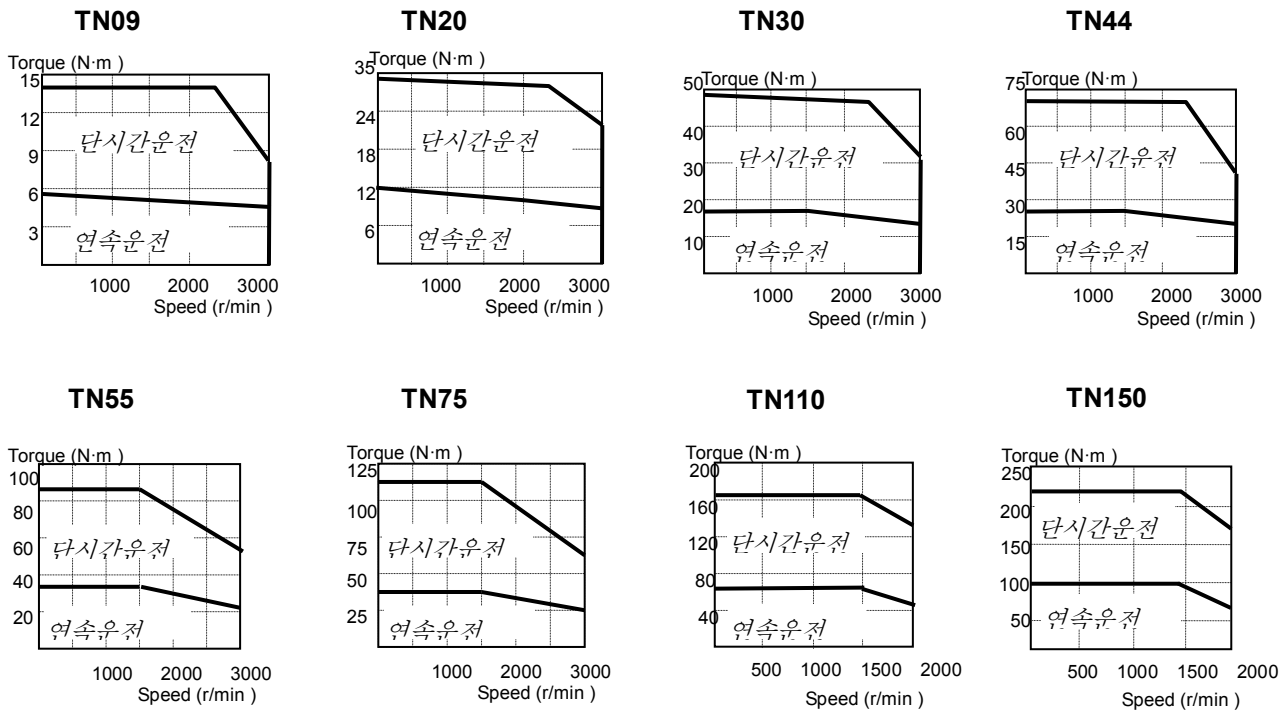 TN09
Torque (N·m )
15
12
9
6
3
단시간운전
연속운전
1000 2000 3000
Speed (r/min )
TN20
Torque (N·m )
35
24
18
12
6
단시간운전
연속운전
1000 2000 3000
Speed (r/min )
TN30
Torque (N·m )
50
40
30
20
10
단시간운전
연속운전
1000 2000 3000
Speed (r/min )
TN44
Torque (N·m )
75
60
45
30
15
단시간운전
연속운전
1000 2000 3000
Speed (r/min )
TN55
Torque (N·m )
100
80
60
40
20
단시간운전
연속운전
1000 2000 3000
Speed (r/min )
TN75
Torque (N·m )
125
100
75
50
25
단시간운전
연속운전
1000 2000 3000
Speed (r/min )
TN110
Torque (N·m )
200
160
120
80
40
단시간운전
연속운전
500 1000 1500 2000
Speed (r/min )
TN150
Torque (N·m )
250
200
150
100
50
단시간운전
연속운전
500 1000 1500 2000
Speed (r/min )